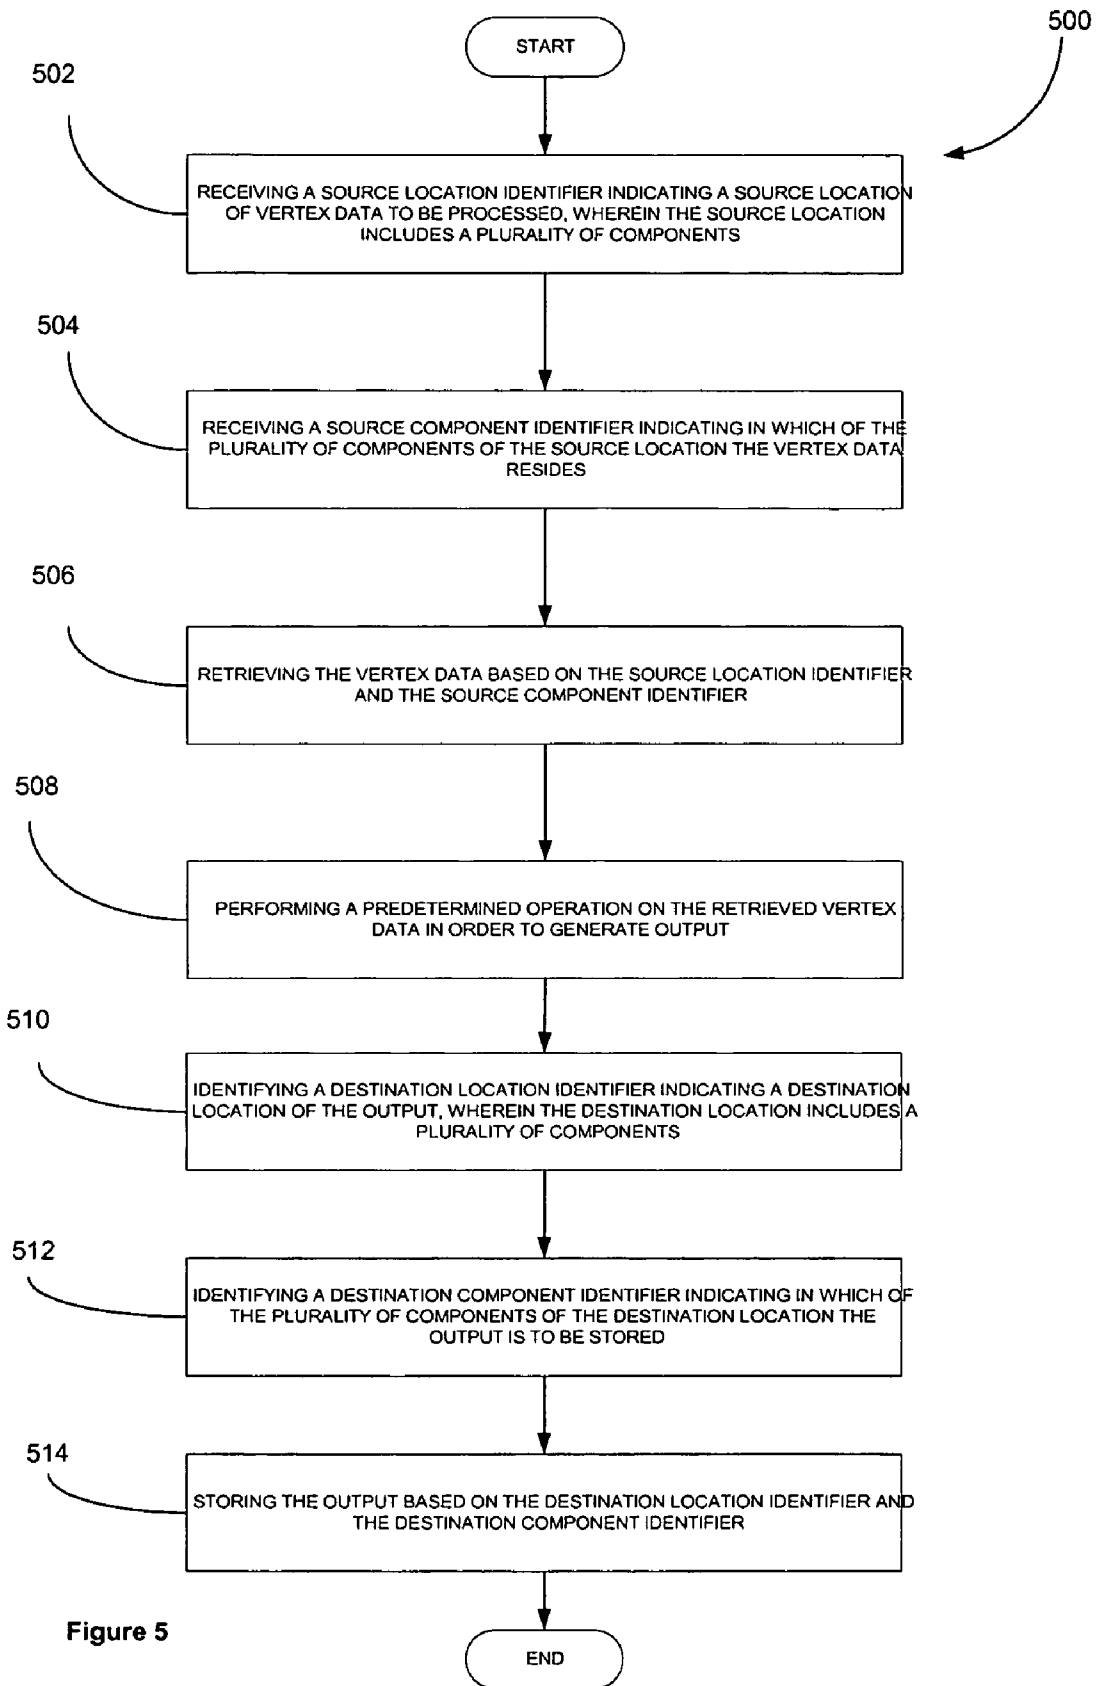 START
500
502
RECEIVING A SOURCE LOCATION IDENTIFIER INDICATING A SOURCE LOCATION
OF VERTEX DATA TO BE PROCESSED, WHEREIN THE SOURCE LOCATION
INCLUDES A PLURALITY OF COMPONENTS
504
RECEIVING A SOURCE COMPONENT IDENTIFIER INDICATING IN WHICH OF THE
PLURALITY OF COMPONENTS OF THE SOURCE LOCATION THE VERTEX DATA
RESIDES
506
RETRIEVING THE VERTEX DATA BASED ON THE SOURCE LOCATION IDENTIFIER
AND THE SOURCE COMPONENT IDENTIFIER
508
PERFORMING A PREDETERMINED OPERATION ON THE RETRIEVED VERTEX
DATA IN ORDER TO GENERATE OUTPUT
510
IDENTIFYING A DESTINATION LOCATION IDENTIFIER INDICATING A DESTINATION
LOCATION OF THE OUTPUT, WHEREIN THE DESTINATION LOCATION INCLUDES A
PLURALITY OF COMPONENTS
512
IDENTIFYING A DESTINATION COMPONENT IDENTIFIER INDICATING IN WHICH OF
THE PLURALITY OF COMPONENTS OF THE DESTINATION LOCATION THE
OUTPUT IS TO BE STORED
514
STORING THE OUTPUT BASED ON THE DESTINATION LOCATION IDENTIFIER AND
THE DESTINATION COMPONENT IDENTIFIER
Figure 5
END